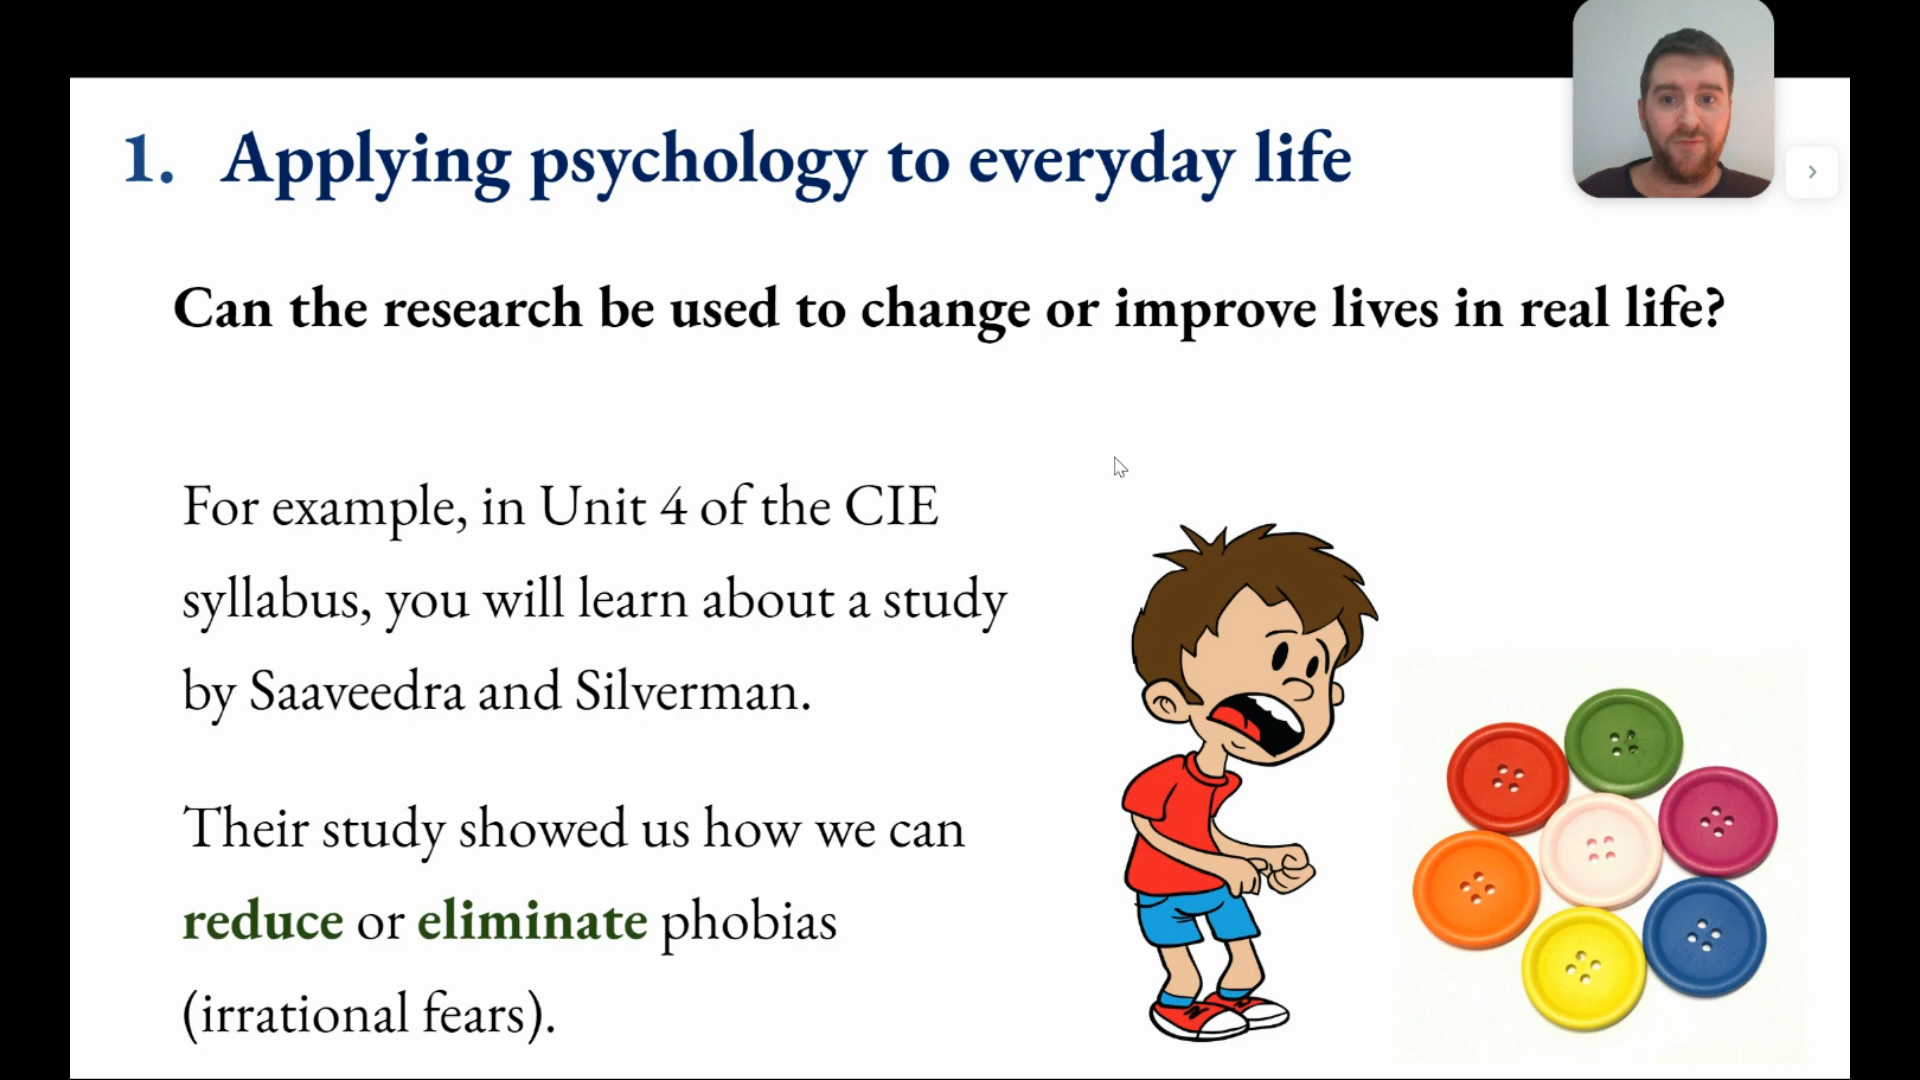 1. Applying psychology to everyday life
Can the research be used to change or improve lives in real life?
For example, in Unit 4 of the CIE
syllabus, you will learn about a study
by Saaveedra and Silverman.
Their study showed us how we can
reduce or eliminate phobias
(irrational fears).